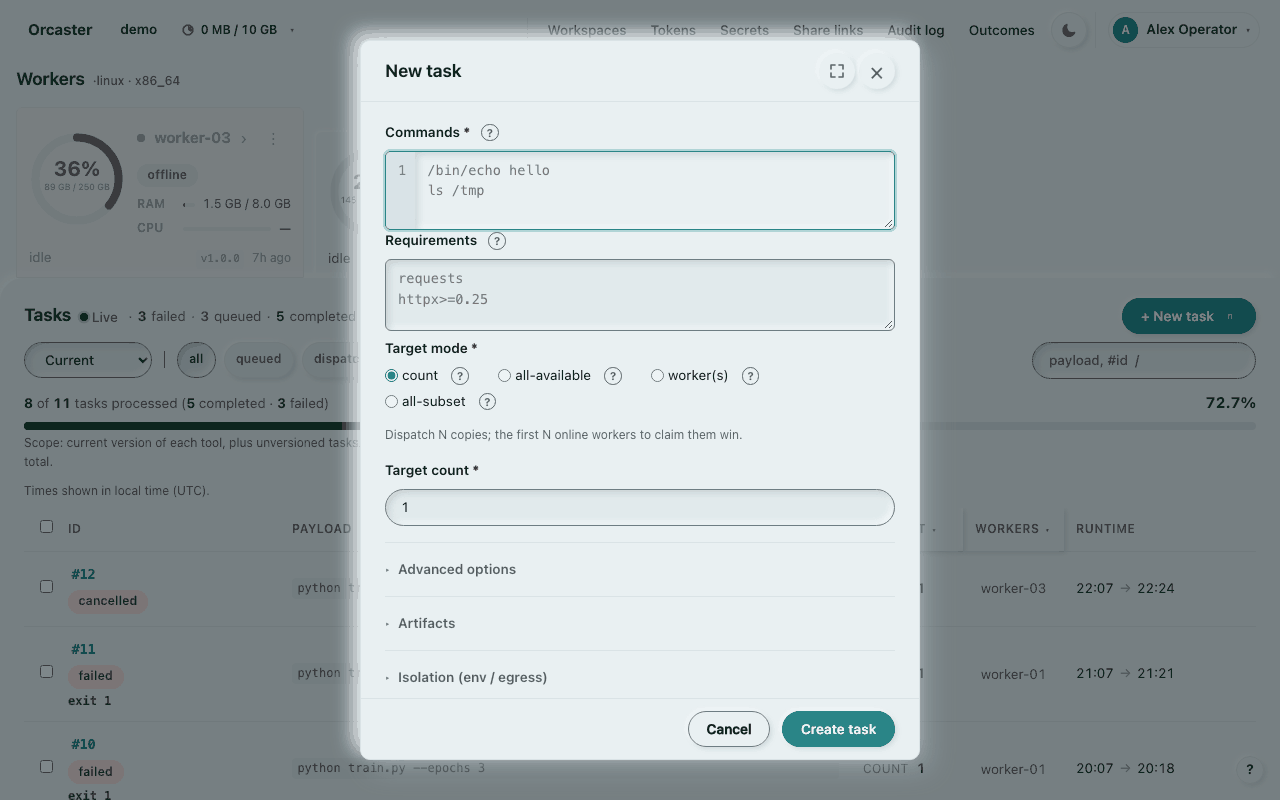 Orcaster demo 0 MB / 10 GB Workspaces Tokens Secrets Share links Audit log Outcomes A Alex Operator
Workers ·linux · x86_64
36%
89 GB / 250 GB
worker-03
offline
RAM 1.5 GB / 8.0 GB
CPU —
idle v1.0.0 7h ago
idle
New task
Commands * ?
1 /bin/echo hello
ls /tmp
Requirements ?
requests
httpx>=0.25
Target mode *
count ? all-available ? worker(s) ?
all-subset ?
Dispatch N copies; the first N online workers to claim them win.
Target count *
1
Advanced options
Artifacts
Isolation (env / egress)
Cancel Create task
Tasks Live · 3 failed · 3 queued · 5 completed
+ New task n
Current all queued
payload, #id /
8 of 11 tasks processed (5 completed · 3 failed) 72.7%
Scope: current version of each tool, plus unversioned tasks
total.
Times shown in local time (UTC).
ID PAYLOAD WORKERS RUNTIME
#12
cancelled
python worker-03 22:07 → 22:24
#11
failed
exit 1
python worker-01 21:07 → 21:21
#10
failed
exit 1
python train.py --epochs 3 COUNT 1 worker-01 20:07 → 20:18
?